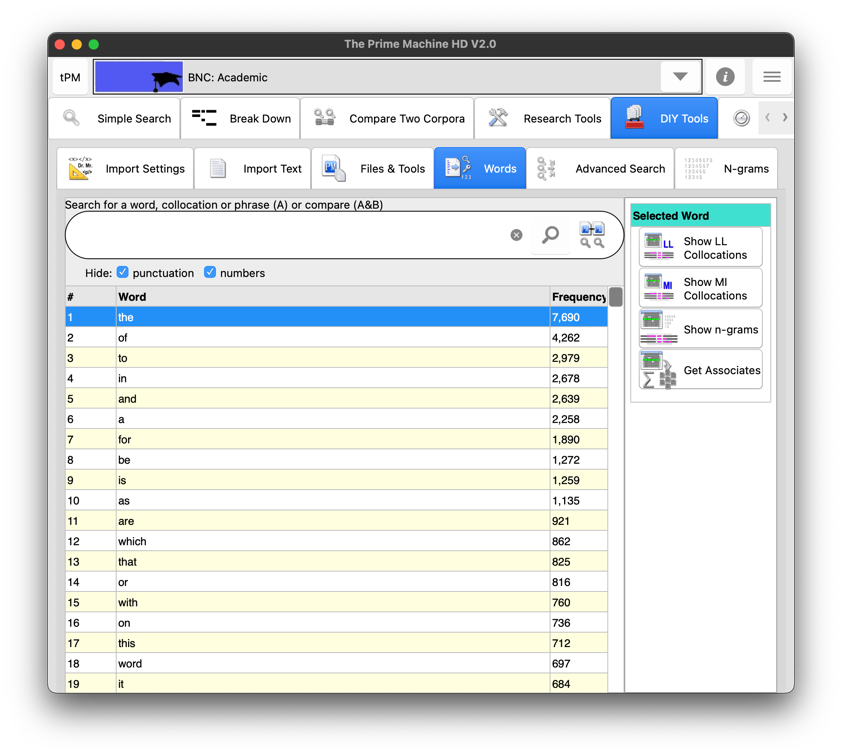 The Prime Machine HD V2.0
tPM
BNC: Academic
Simple Search
Break Down
Compare Two Corpora
Research Tools
DIY Tools
Import Settings
Import Text
Files & Tools
Words
Advanced Search
N-grams
Search for a word, collocation or phrase (A) or compare (A&B)
Hide: punctuation numbers
# Word Frequency
1 the 7,690
2 of 4,262
3 to 2,979
4 in 2,678
5 and 2,639
6 a 2,258
7 for 1,890
8 be 1,272
9 is 1,259
10 as 1,135
11 are 921
12 which 862
13 that 825
14 or 816
15 with 760
16 on 736
17 this 712
18 word 697
19 it 684
Selected Word
LL
Show LL
Collocations
MI
Show MI
Collocations
Show n-grams
Get Associates